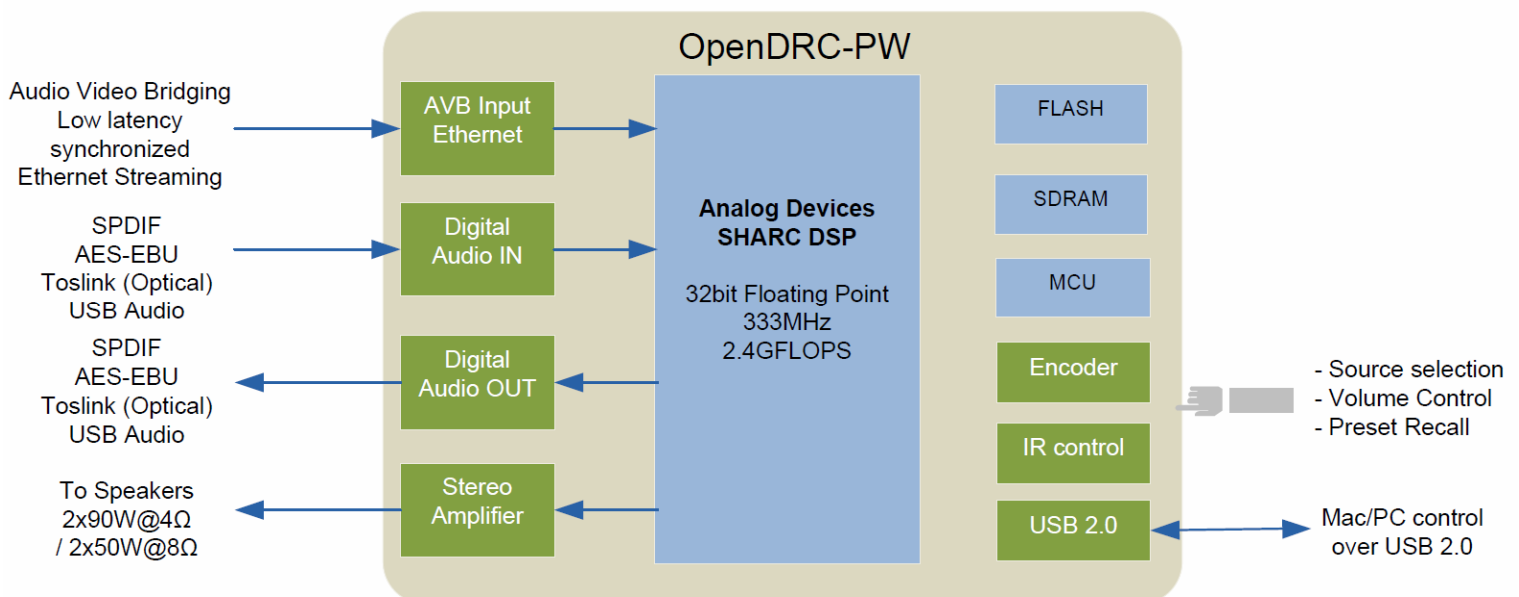 OpenDRC-PW
Audio Video Bridging
Low latency
synchronized
Ethernet Streaming
AVB Input
Ethernet
SPDIF
AES-EBU
Toslink (Optical)
USB Audio
Digital
Audio IN
SPDIF
AES-EBU
Toslink (Optical)
USB Audio
Digital
Audio OUT
To Speakers
2x90W@4Ω
/ 2x50W@8Ω
Stereo
Amplifier
Analog Devices
SHARC DSP
32bit Floating Point
333MHz
2.4GFLOPS
FLASH
SDRAM
MCU
Encoder
IR control
USB 2.0
- Source selection
- Volume Control
- Preset Recall
Mac/PC control
over USB 2.0